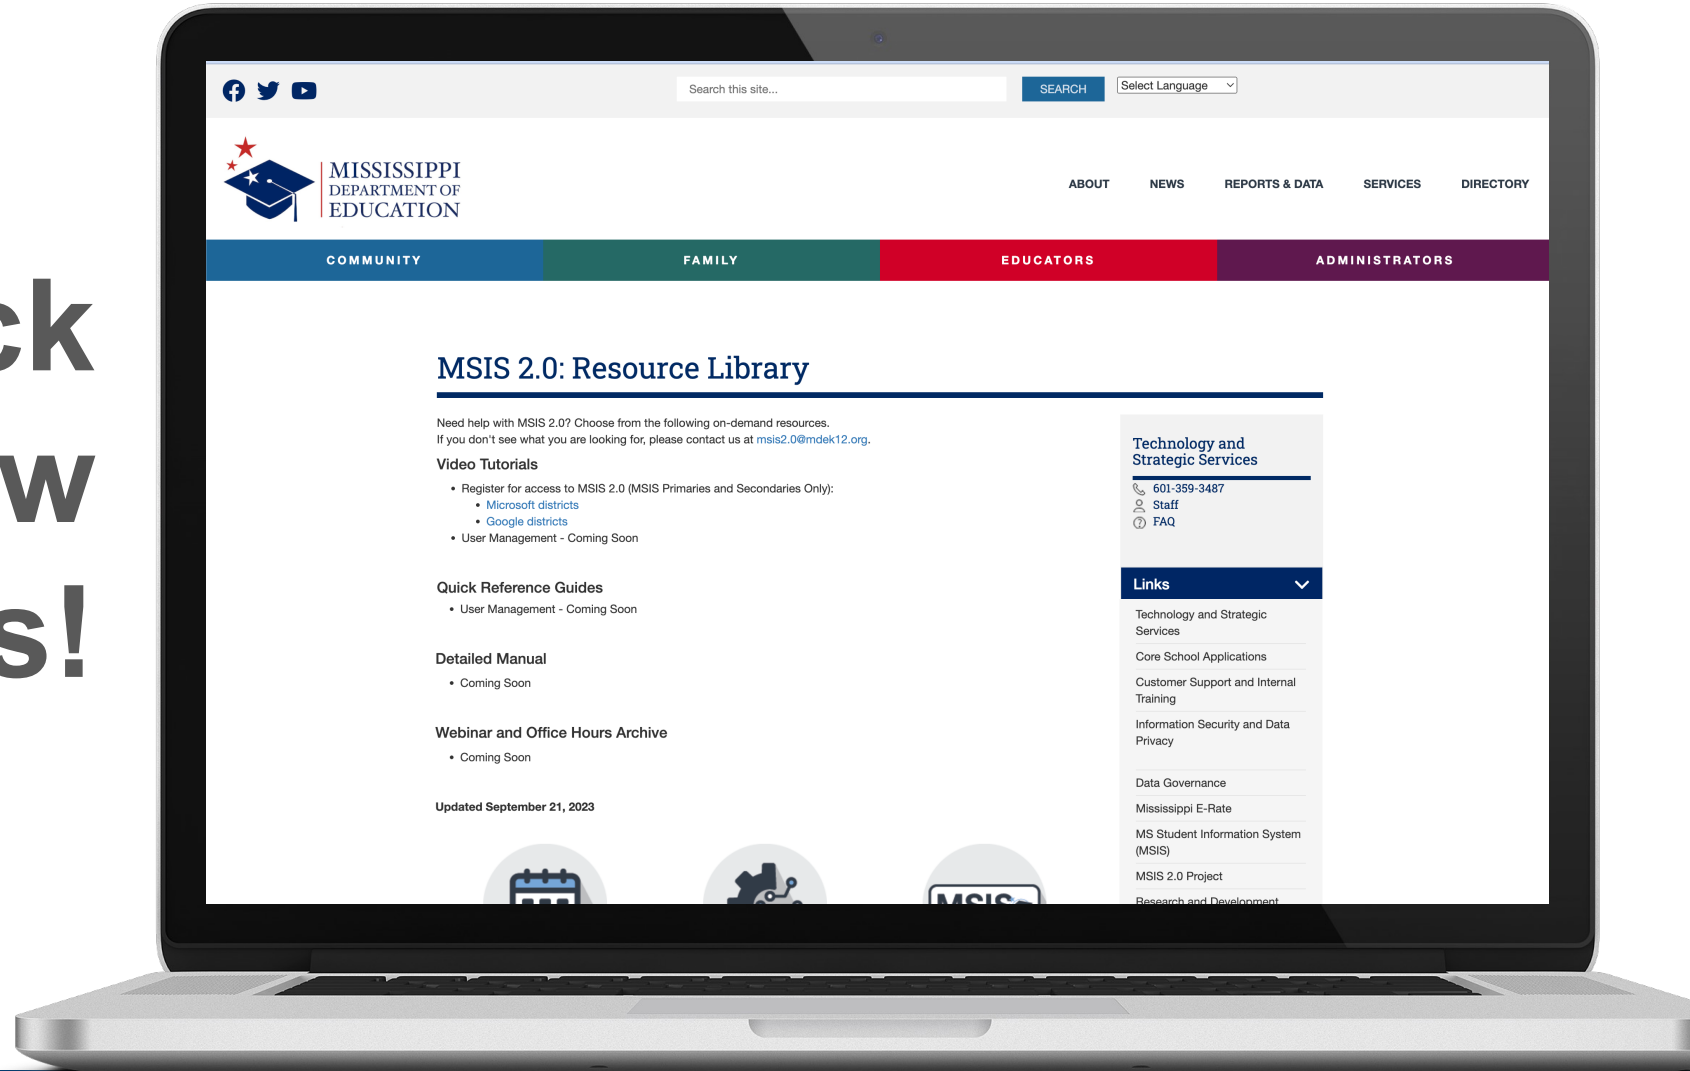 ck
w
s!
Search this site...
SEARCH
Select Language
MISSISSIPPI
DEPARTMENT OF
EDUCATION
ABOUT NEWS REPORTS & DATA SERVICES DIRECTORY
COMMUNITY FAMILY EDUCATORS ADMINISTRATORS
MSIS 2.0: Resource Library
Need help with MSIS 2.0? Choose from the following on-demand resources.
If you don't see what you are looking for, please contact us at msis2.0@mdek12.org.
Video Tutorials
• Register for access to MSIS 2.0 (MSIS Primaries and Secondaries Only):
• Microsoft districts
• Google districts
• User Management - Coming Soon
Quick Reference Guides
• User Management - Coming Soon
Detailed Manual
• Coming Soon
Webinar and Office Hours Archive
• Coming Soon
Updated September 21, 2023
MSIS
Technology and
Strategic Services
601-359-3487
Staff
FAQ
Links
Technology and Strategic
Services
Core School Applications
Customer Support and Internal
Training
Information Security and Data
Privacy
Data Governance
Mississippi E-Rate
MS Student Information System
(MSIS)
MSIS 2.0 Project
Research and Development